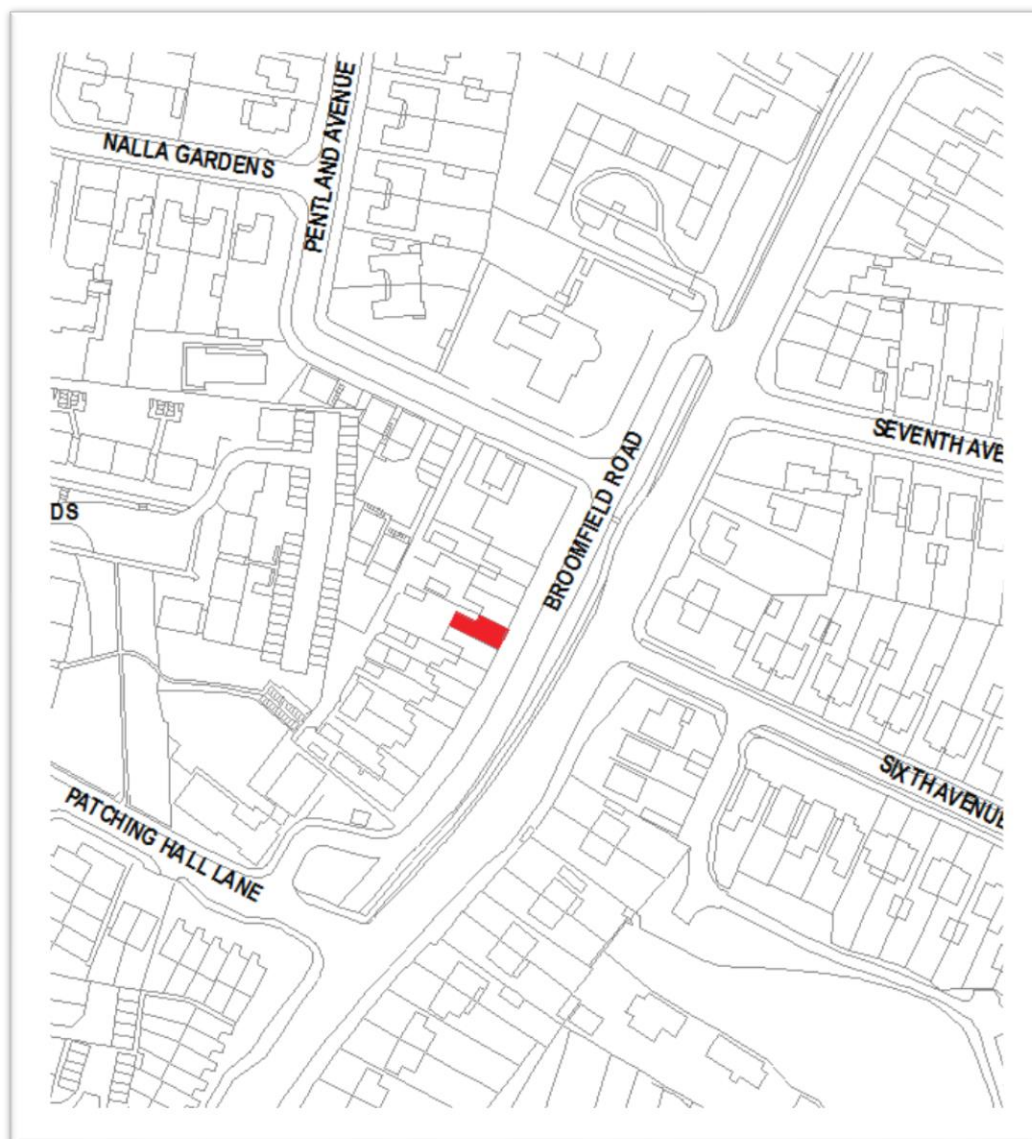 PENTLAND AVENUE
NALLA GARDENS
SEVENTH AVE
BROOMFIELD ROAD
DS
SIXTH AVENUE
PATCHING HALL LANE